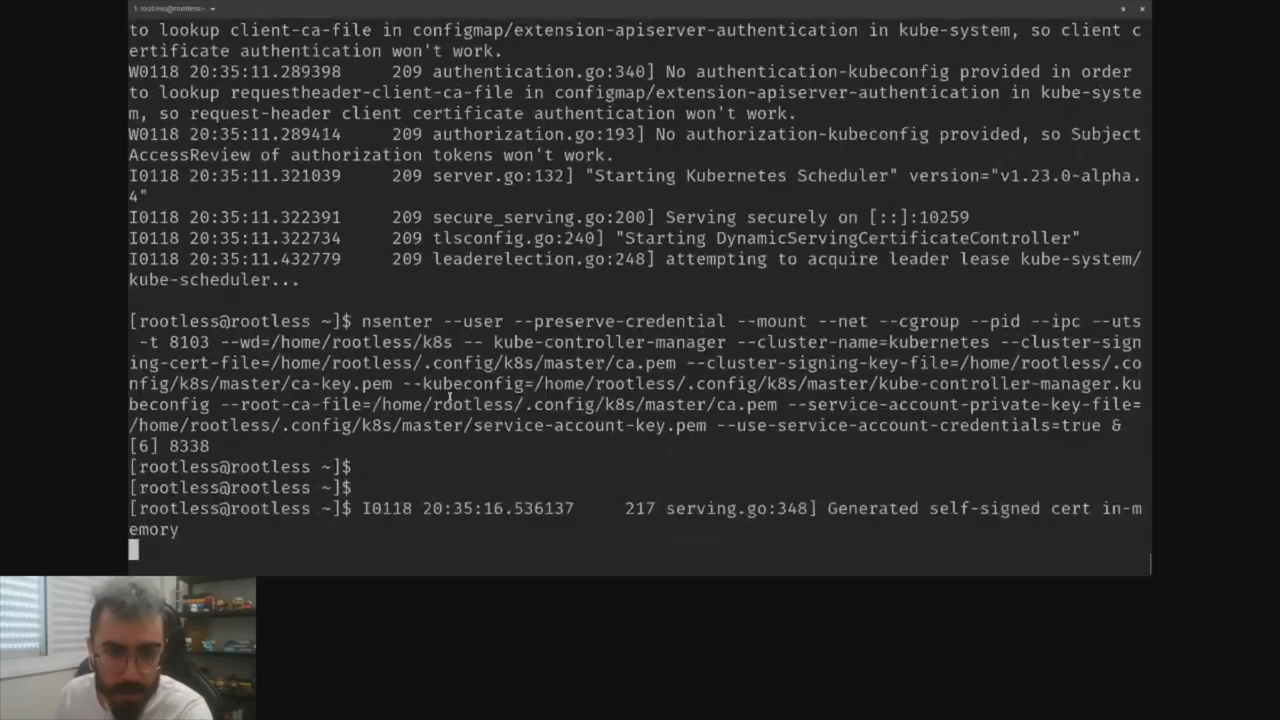 1: rootless@rootless:~
to lookup client-ca-file in configmap/extension-apiserver-authentication in kube-system, so client c
ertificate authentication won't work.
W0118 20:35:11.289398     209 authentication.go:340] No authentication-kubeconfig provided in order
to lookup requestheader-client-ca-file in configmap/extension-apiserver-authentication in kube-syste
m, so request-header client certificate authentication won't work.
W0118 20:35:11.289414     209 authorization.go:193] No authorization-kubeconfig provided, so Subject
AccessReview of authorization tokens won't work.
I0118 20:35:11.321039     209 server.go:132] "Starting Kubernetes Scheduler" version="v1.23.0-alpha.
4"
I0118 20:35:11.322391     209 secure_serving.go:200] Serving securely on [::]:10259
I0118 20:35:11.322734     209 tlsconfig.go:240] "Starting DynamicServingCertificateController"
I0118 20:35:11.432779     209 leaderelection.go:248] attempting to acquire leader lease kube-system/
kube-scheduler...
[rootless@rootless ~]$ nsenter --user --preserve-credential --mount --net --cgroup --pid --ipc --uts
 -t 8103 --wd=/home/rootless/k8s -- kube-controller-manager --cluster-name=kubernetes --cluster-sign
ing-cert-file=/home/rootless/.config/k8s/master/ca.pem --cluster-signing-key-file=/home/rootless/.co
nfig/k8s/master/ca-key.pem --kubeconfig=/home/rootless/.config/k8s/master/kube-controller-manager.ku
beconfig --root-ca-file=/home/rootless/.config/k8s/master/ca.pem --service-account-private-key-file=
/home/rootless/.config/k8s/master/service-account-key.pem --use-service-account-credentials=true &
[6] 8338
[rootless@rootless ~]$
[rootless@rootless ~]$
[rootless@rootless ~]$ I0118 20:35:16.536137     217 serving.go:348] Generated self-signed cert in-m
emory